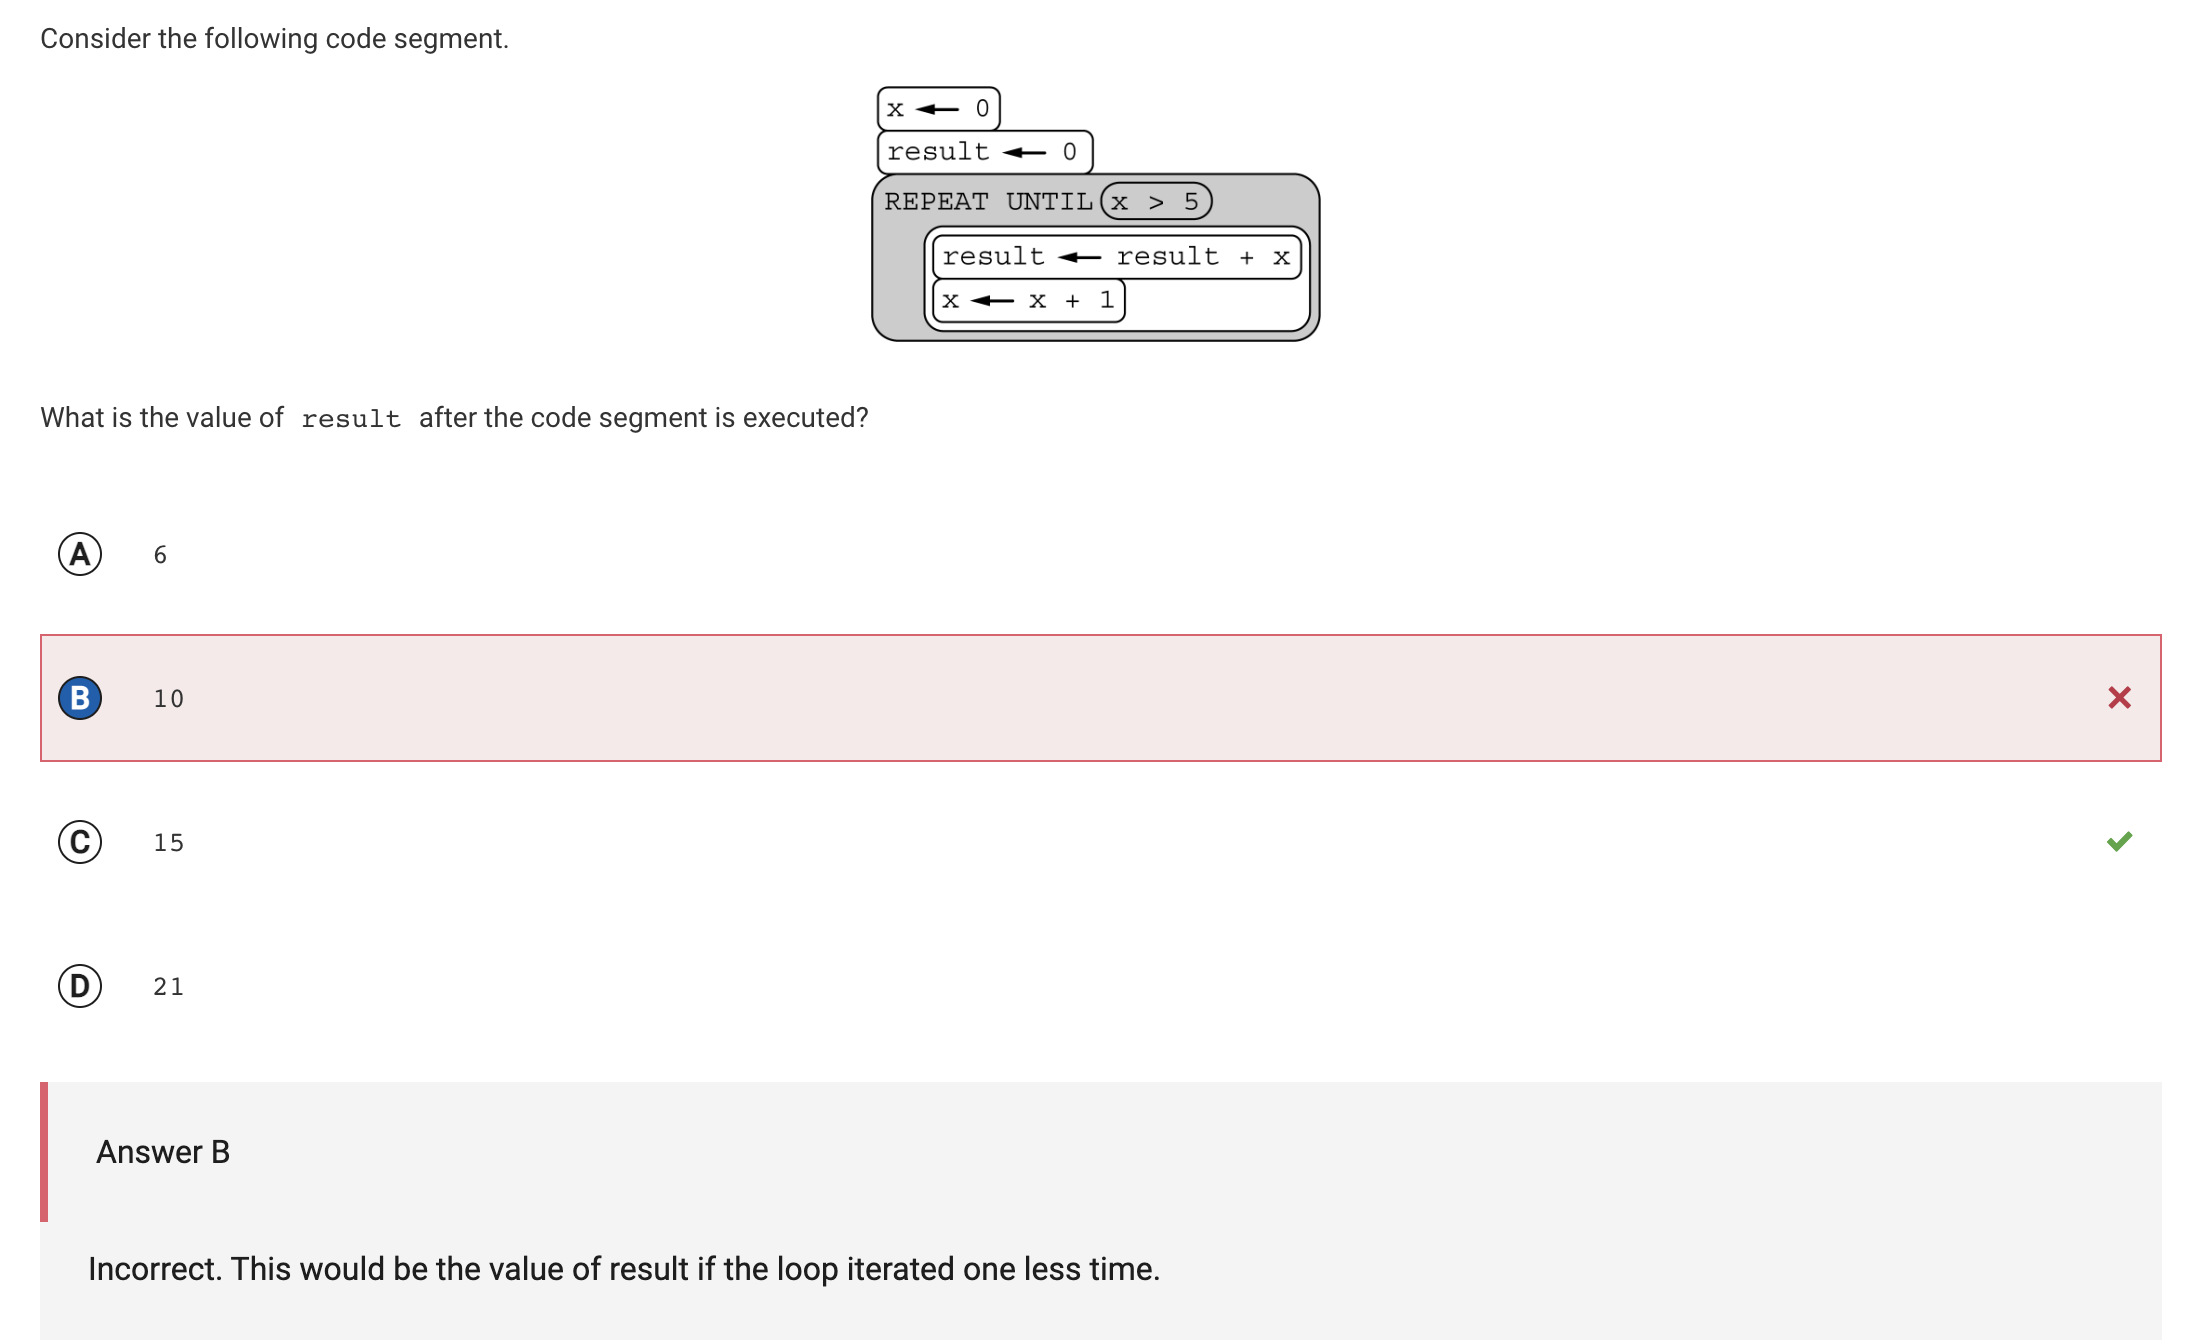 Consider the following code segment.
x ← 0
result ← 0
REPEAT UNTIL x > 5
result ← result + x
x ← x + 1
What is the value of result after the code segment is executed?
A 6
B 10
C 15
D 21
Answer B
Incorrect. This would be the value of result if the loop iterated one less time.